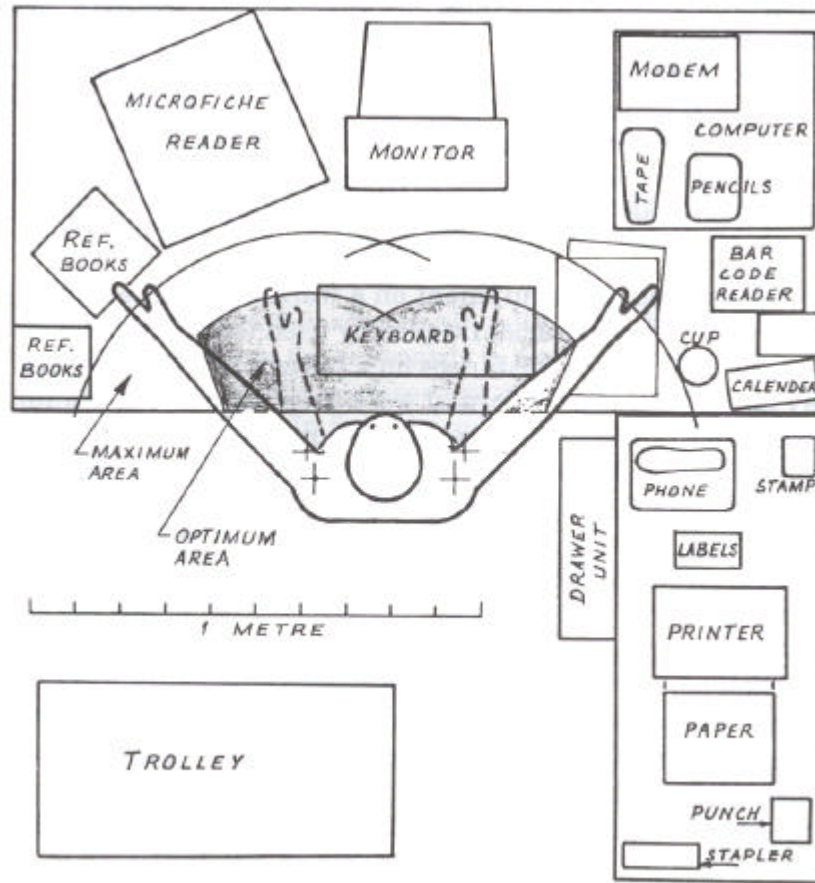 MICROFICHE
READER
MONITOR
MODEM
COMPUTER
TAPE
PENCILS
REF.
BOOKS
BAR
CODE
READER
KEYBOARD
REF.
BOOKS
CUP
CALENDER
MAXIMUM
AREA
OPTIMUM
AREA
PHONE
STAMP
DRAWER
UNIT
LABELS
1 METRE
PRINTER
TROLLEY
PAPER
PUNCH
STAPLER